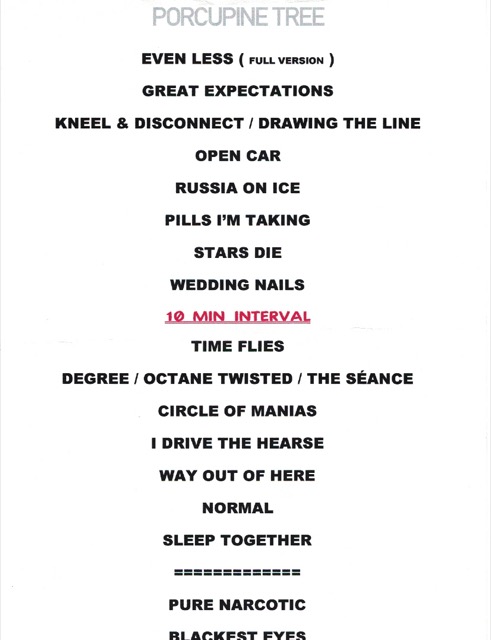 PORCUPINE TREE
EVEN LESS ( FULL VERSION )
GREAT EXPECTATIONS
KNEEL & DISCONNECT / DRAWING THE LINE
OPEN CAR
RUSSIA ON ICE
PILLS I'M TAKING
STARS DIE
WEDDING NAILS
10 MIN INTERVAL
TIME FLIES
DEGREE / OCTANE TWISTED / THE SÉANCE
CIRCLE OF MANIAS
I DRIVE THE HEARSE
WAY OUT OF HERE
NORMAL
SLEEP TOGETHER
=============
PURE NARCOTIC
BLACKEST EYES